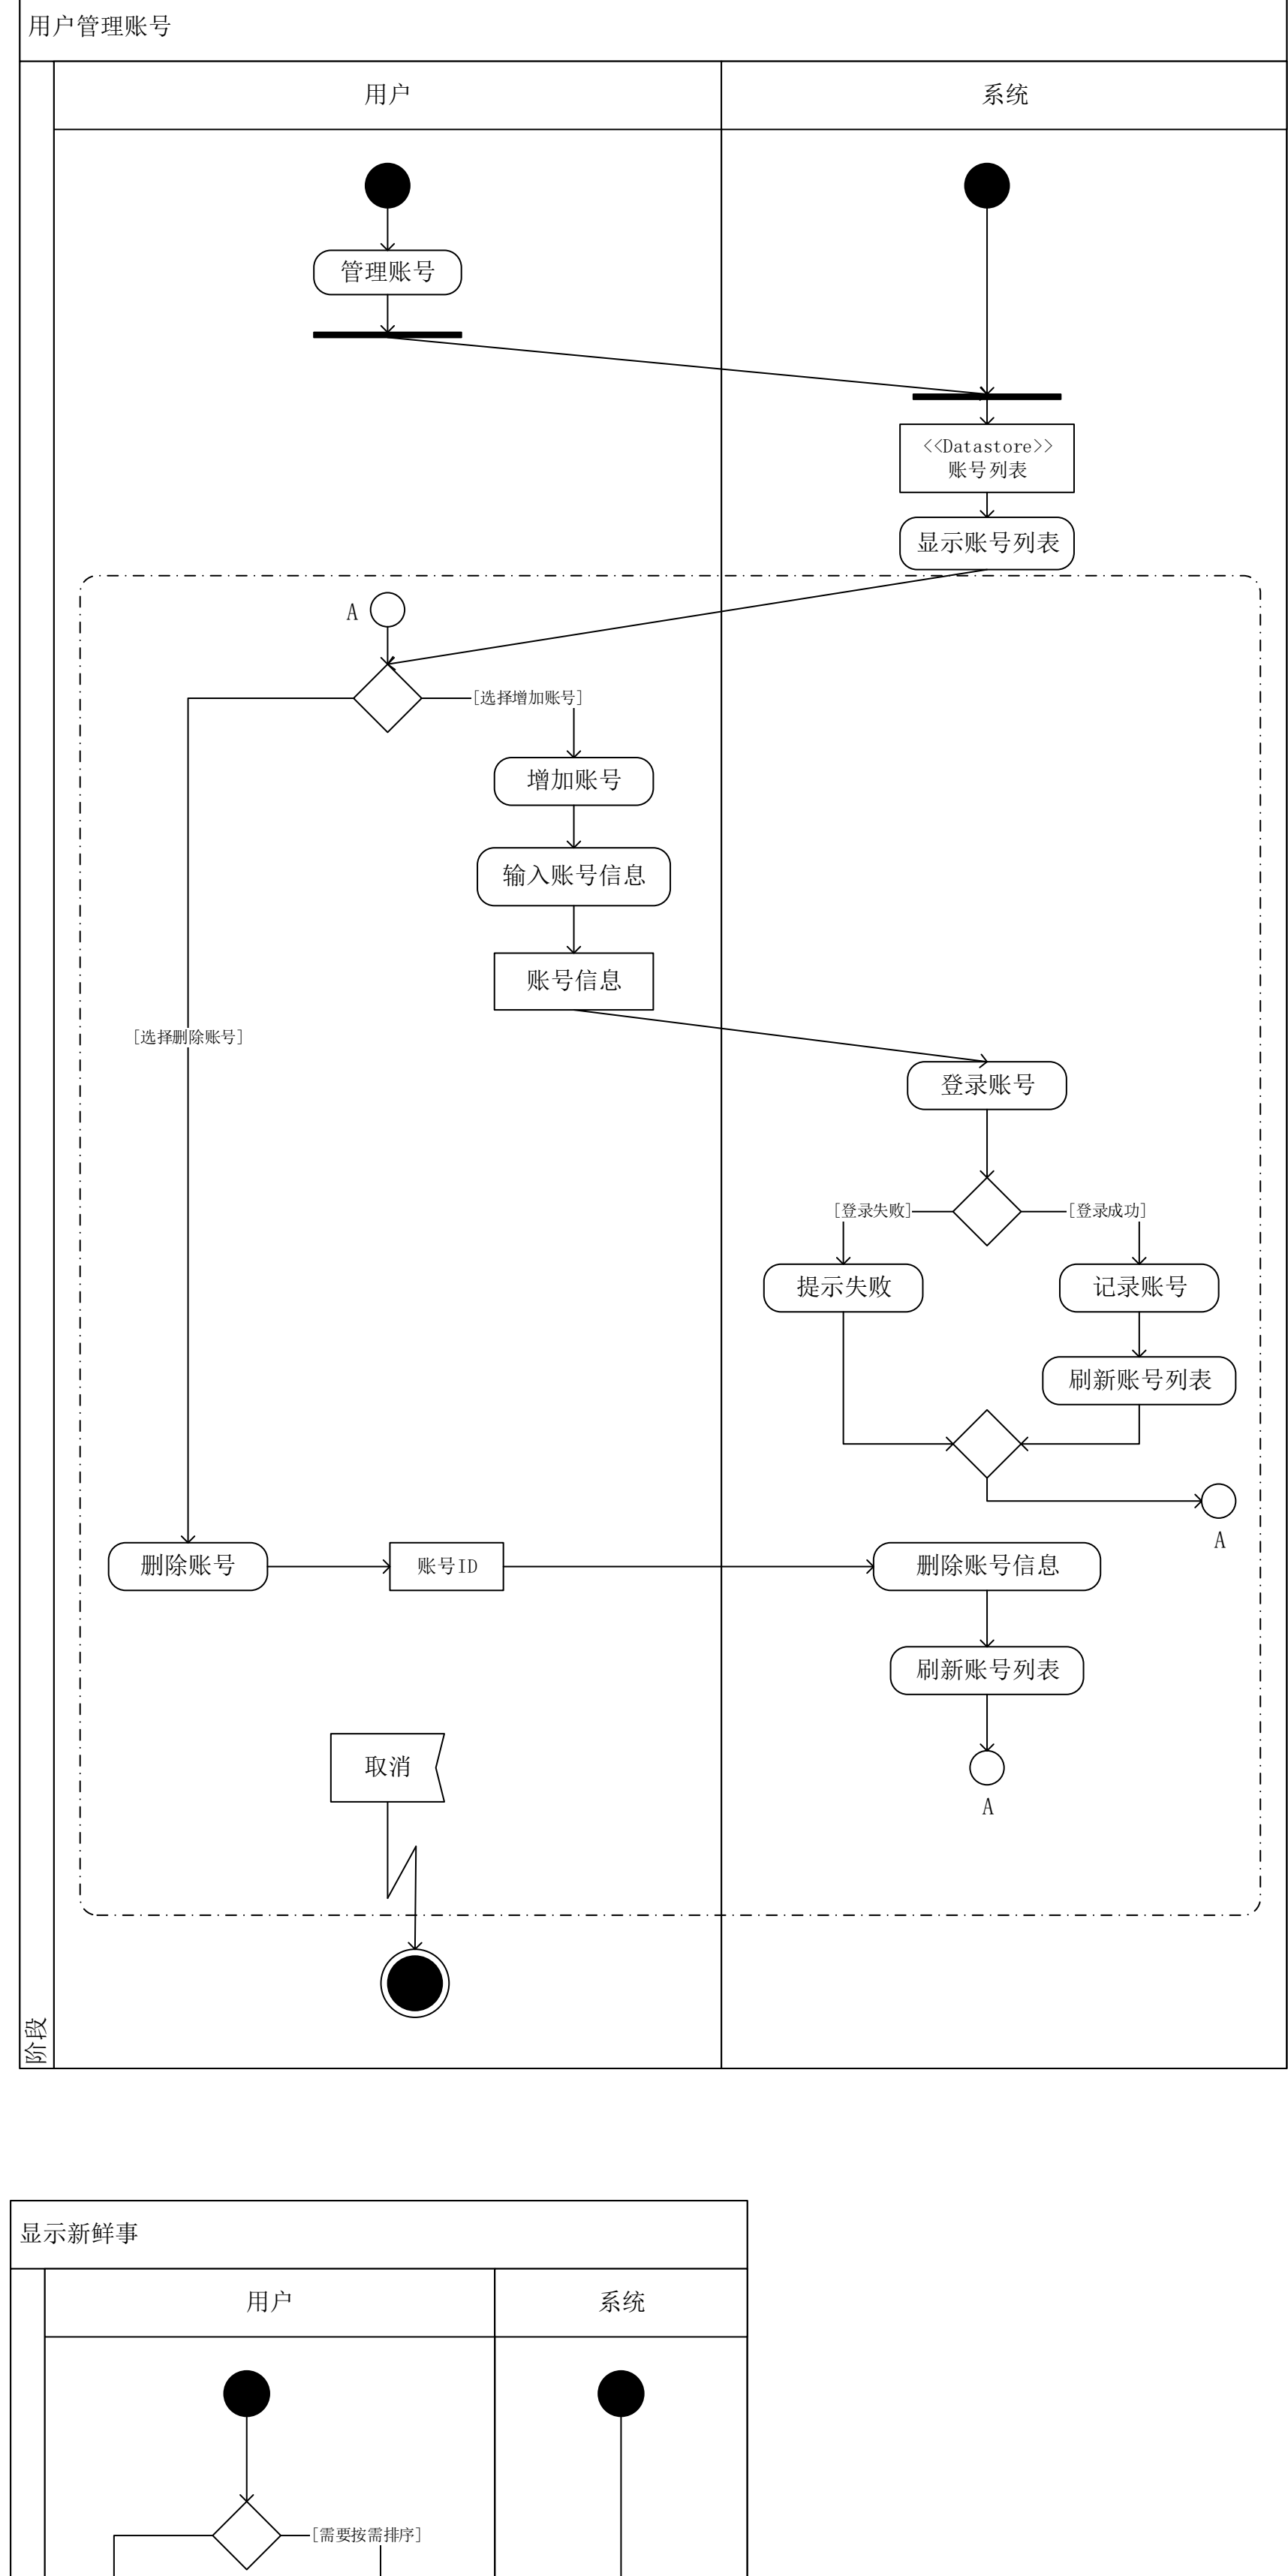 用户管理账号
用户
系统
管理账号
<<Datastore>>
账号列表
显示账号列表
A
[选择增加账号]
增加账号
输入账号信息
账号信息
[选择删除账号]
登录账号
[登录失败]
[登录成功]
提示失败
记录账号
刷新账号列表
A
删除账号
账号ID
删除账号信息
刷新账号列表
取消
A
阶段
显示新鲜事
用户
系统
[需要按需排序]